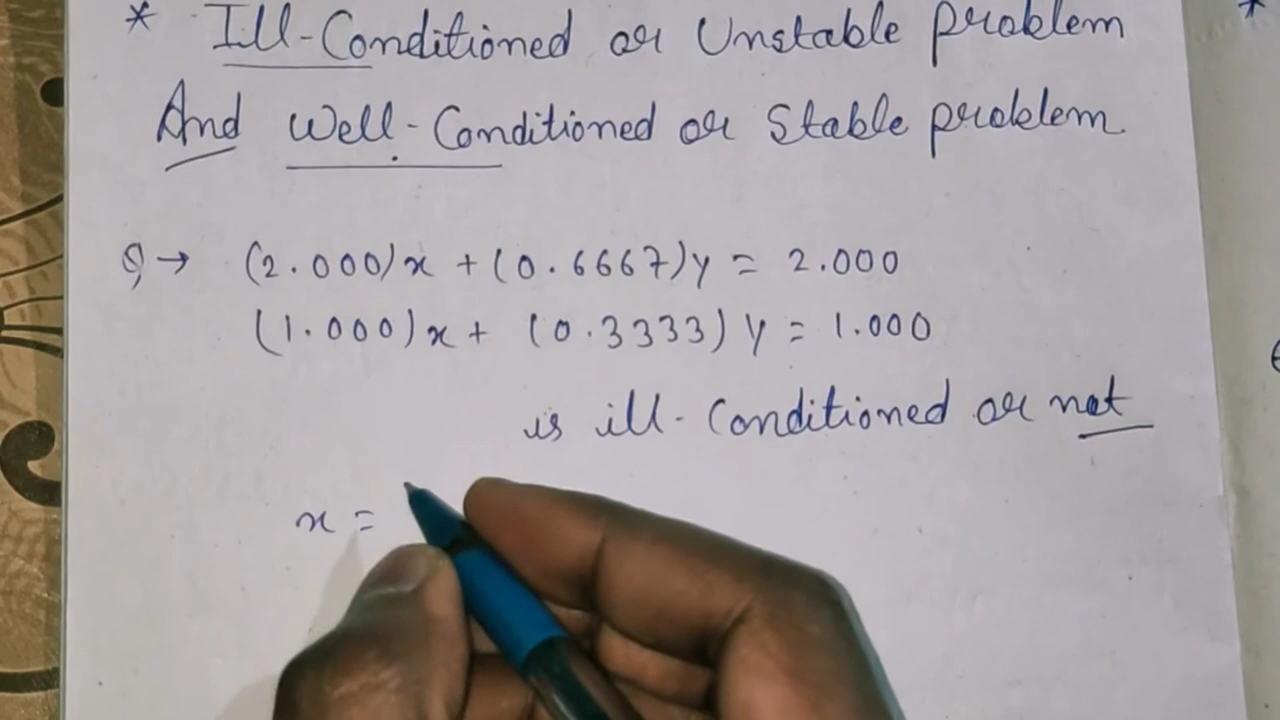 * Ill-Conditioned or Unstable problem
And Well-Conditioned or Stable problem
Q→ (2.000)x + (0.6667)y = 2.000
(1.000)x + (0.3333)y = 1.000
is ill-Conditioned or not
x =